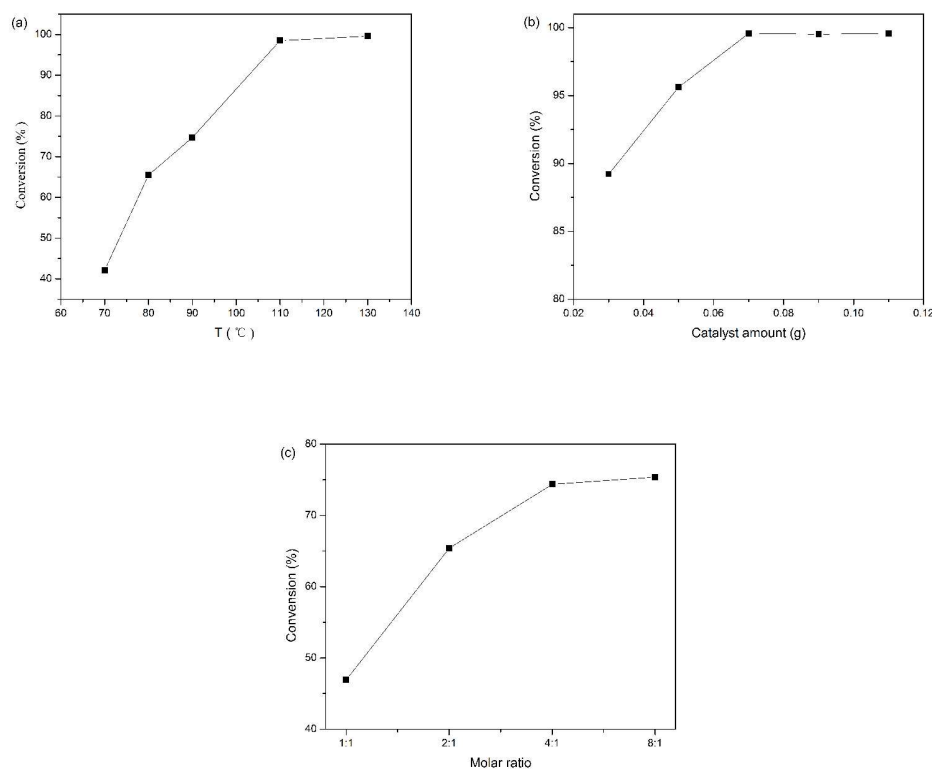 (a)
100
90
80
70
60
50
40
Conversion (%)
60 70 80 90 100 110 120 130 140
T ( ℃)
(b)
100
95
90
85
80
Conversion (%)
0.02 0.04 0.06 0.08 0.10 0.12
Catalyst amount (g)
(c)
80
70
60
50
40
Convension (%)
1:1 2:1 4:1 8:1
Molar ratio